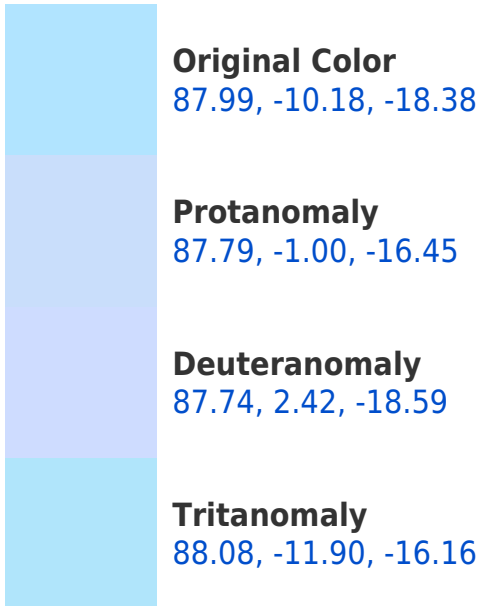 Original Color
87.99, -10.18, -18.38
Protanomaly
87.79, -1.00, -16.45
Deuteranomaly
87.74, 2.42, -18.59
Tritanomaly
88.08, -11.90, -16.16